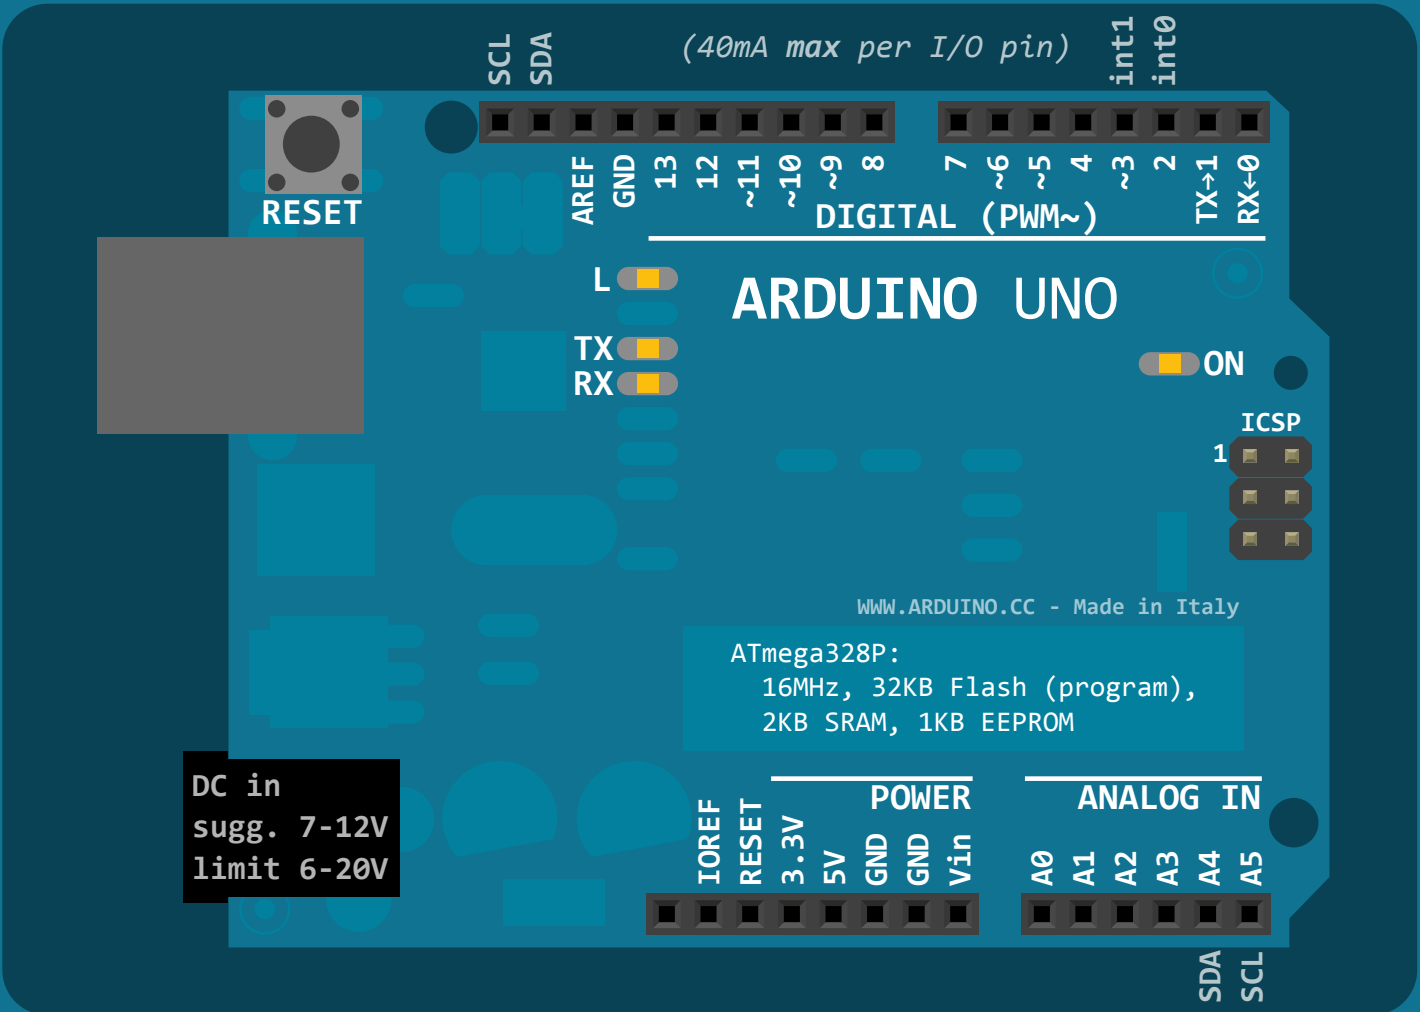 SCL
SDA
(40mA max per I/O pin)
int1
int0
RESET
AREF
GND
13
12
~11
~10
~9
8
7
~6
~5
4
~3
2
TX→1
RX←0
DIGITAL (PWM~)
L
TX
RX
ARDUINO UNO
ON
ICSP
1
WWW.ARDUINO.CC - Made in Italy
ATmega328P:
16MHz, 32KB Flash (program),
2KB SRAM, 1KB EEPROM
DC in
sugg. 7-12V
limit 6-20V
POWER
ANALOG IN
IOREF
RESET
3.3V
5V
GND
GND
Vin
A0
A1
A2
A3
A4
A5
SDA
SCL